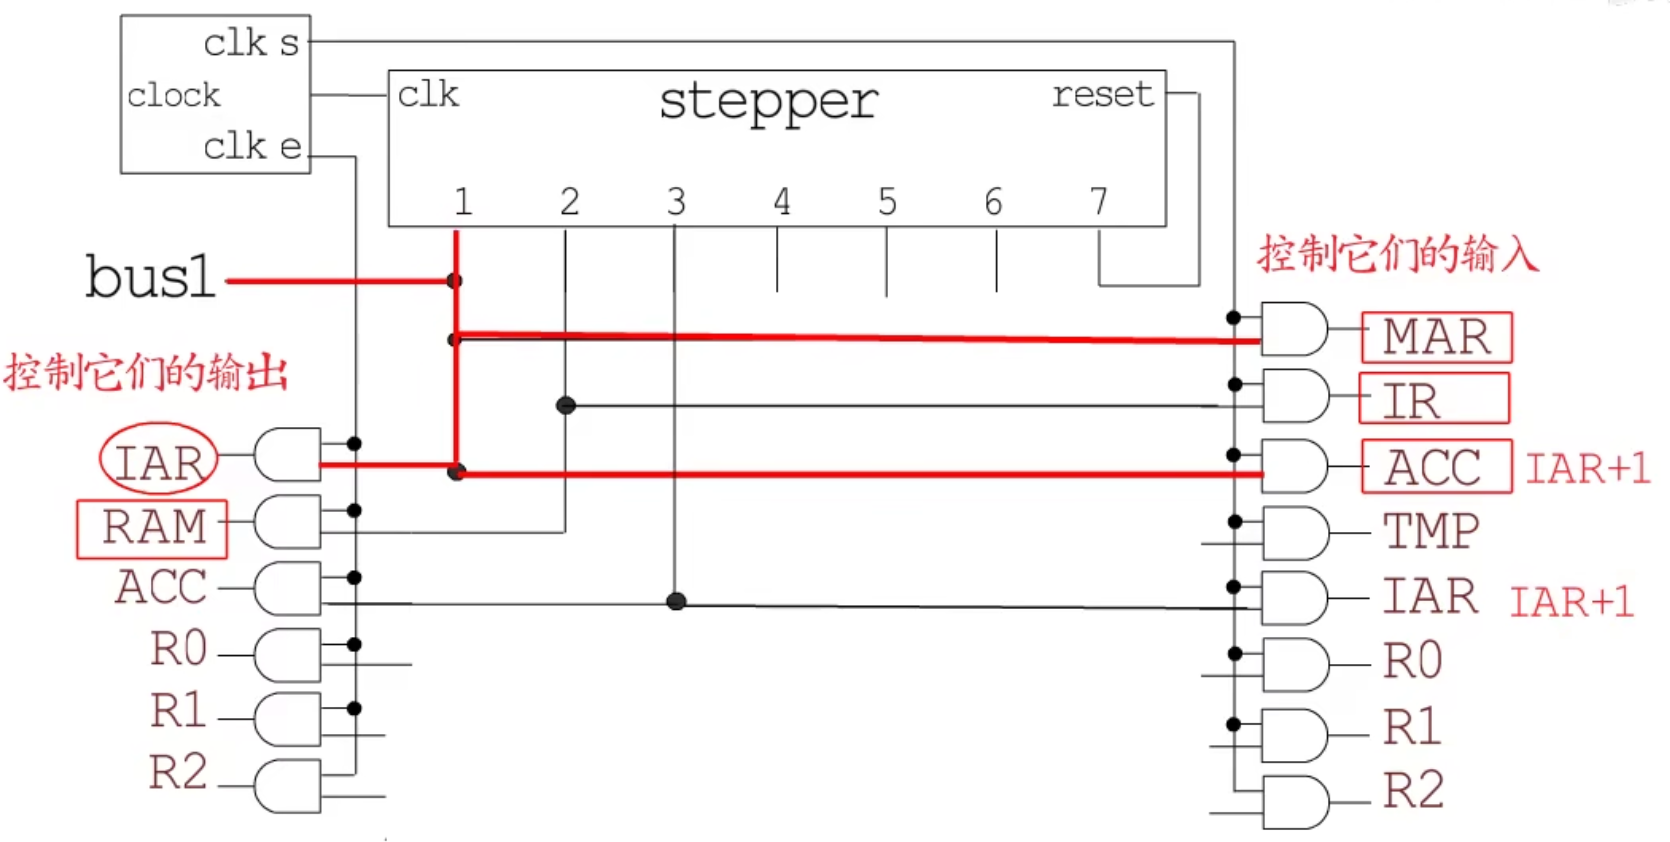 clk s
clock
clk e
clk
stepper
reset
1 2 3 4 5 6 7
bus1
控制它们的输出
IAR
RAM
ACC
R0
R1
R2
控制它们的输入
MAR
IR
ACC IAR+1
TMP
IAR IAR+1
R0
R1
R2